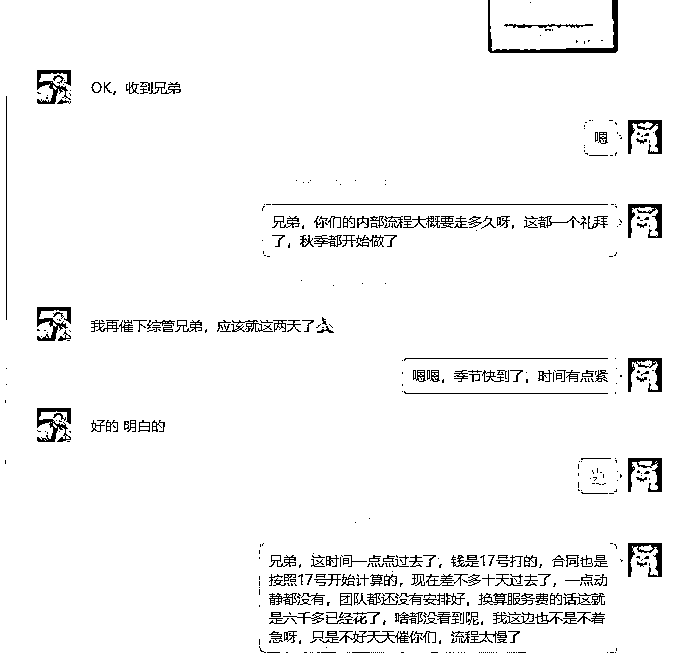 OK，收到兄弟
嗯
兄弟，你们的内部流程大概要走多久呀，这都一个礼拜
了，秋季都开始做了
我再催下综管兄弟，应该就这两天了
嗯嗯，季节快到了，时间有点紧
好的 明白的
兄弟，这时间一点点过去了，钱是17号打的，合同也是
按照17号开始计算的，现在差不多十天过去了，一点动
静都没有，团队都还没有安排好，换算服务费的话这就
是六千多已经花了，啥都没看到呢，我这边也不是不着
急呀，只是不好天天催你们，流程太慢了